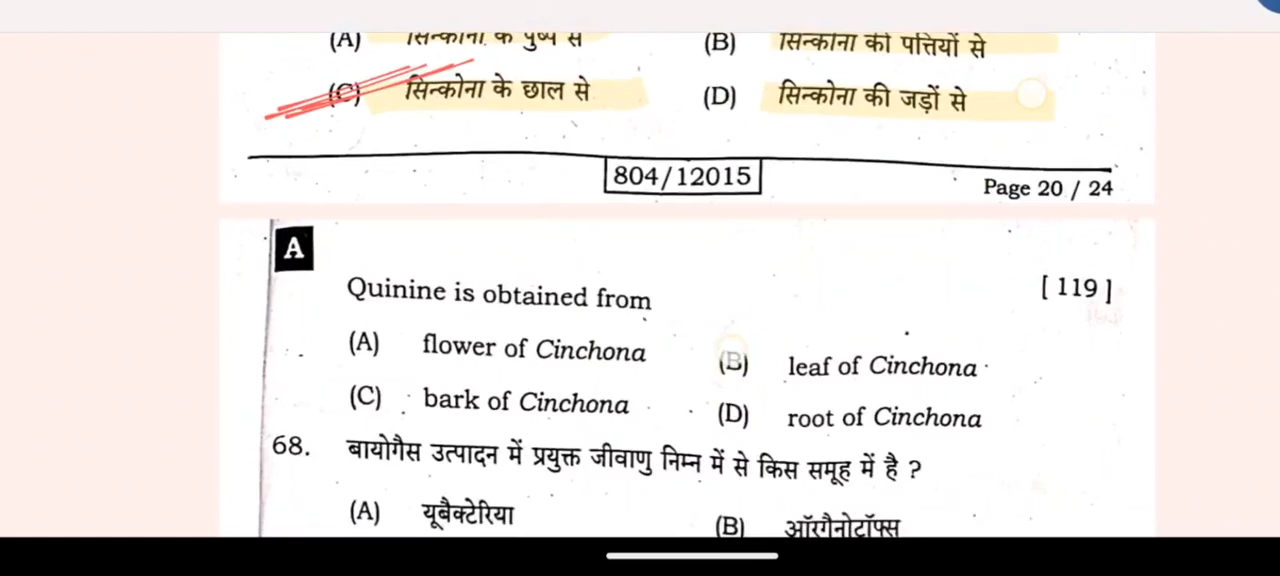 (A) सिन्कोना के पुष्प से (B) सिन्कोना की पत्तियों से
(C) सिन्कोना के छाल से (D) सिन्कोना की जड़ों से
804/12015
Page 20 / 24
A
Quinine is obtained from [ 119 ]
(A) flower of Cinchona (B) leaf of Cinchona
(C) bark of Cinchona (D) root of Cinchona
68. बायोगैस उत्पादन में प्रयुक्त जीवाणु निम्न में से किस समूह में है ?
(A) यूबैक्टेरिया (B) ऑरगैनोटॉफ्स